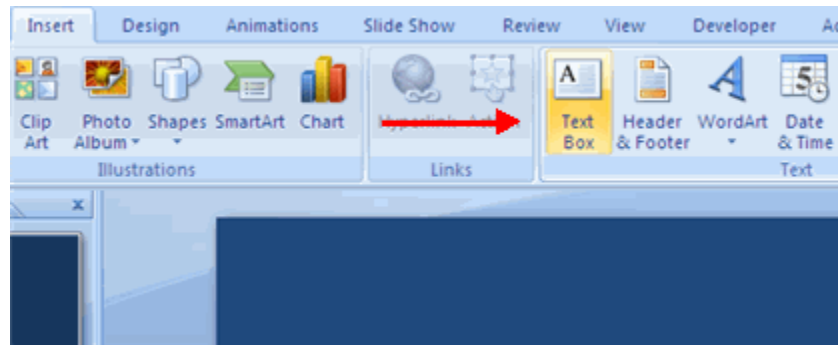 Insert Design Animations Slide Show Review View Developer
Clip Art
Photo Album
Shapes
SmartArt
Chart
Text Box
Header & Footer
WordArt
Date & Time
Illustrations
Links
Text